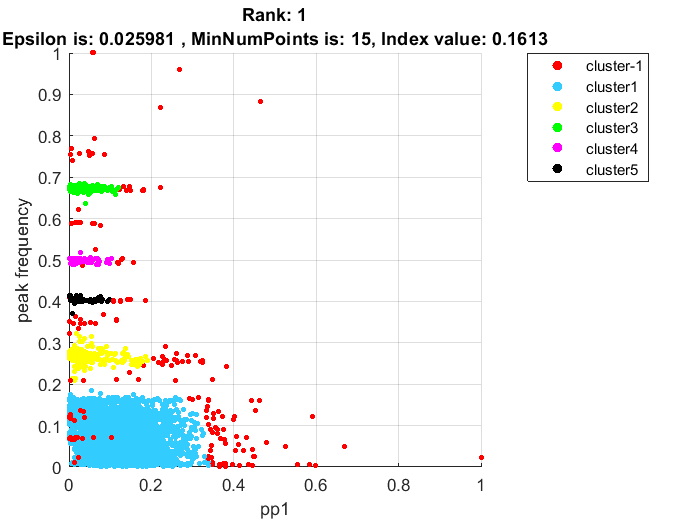 Rank: 1
Epsilon is: 0.025981 , MinNumPoints is: 15, Index value: 0.1613
1
0.9
0.8
0.7
0.6
0.5
0.4
0.3
0.2
0.1
0
peak frequency
0 0.2 0.4 0.6 0.8 1
pp1
cluster-1
cluster1
cluster2
cluster3
cluster4
cluster5